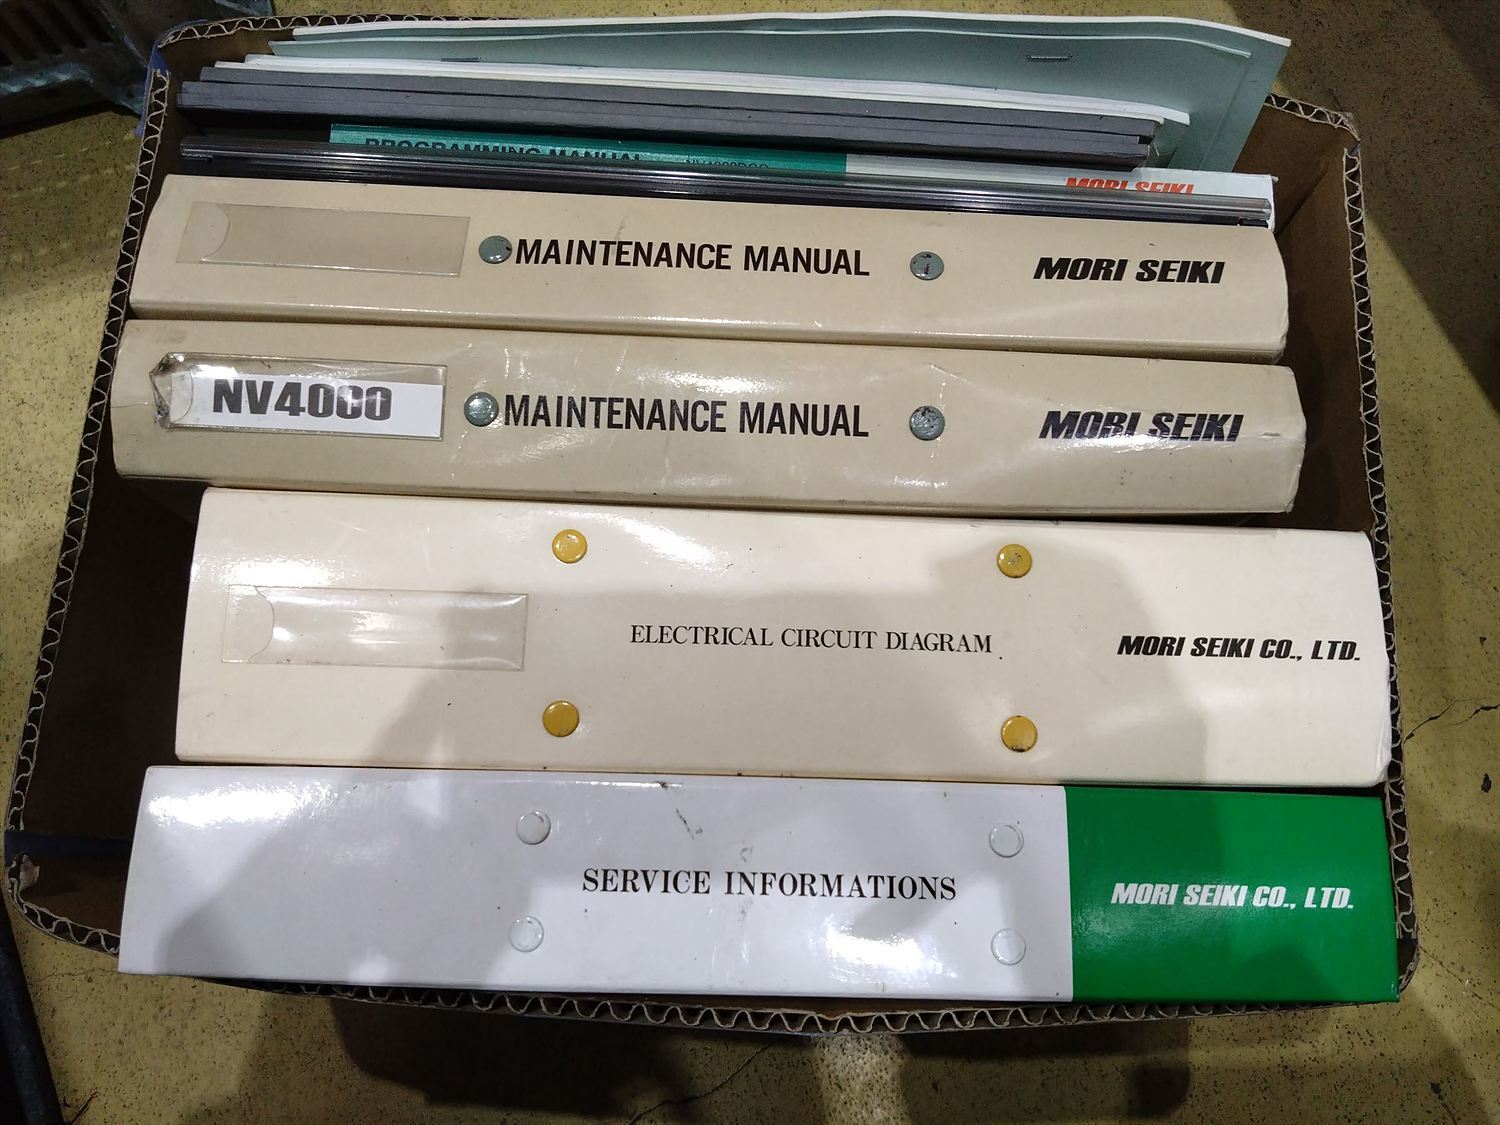 PROGRAMMING MANUAL
MORI SEIKI
MAINTENANCE MANUAL MORI SEIKI
NV4000 MAINTENANCE MANUAL MORI SEIKI
ELECTRICAL CIRCUIT DIAGRAM MORI SEIKI CO., LTD.
SERVICE INFORMATIONS MORI SEIKI CO., LTD.